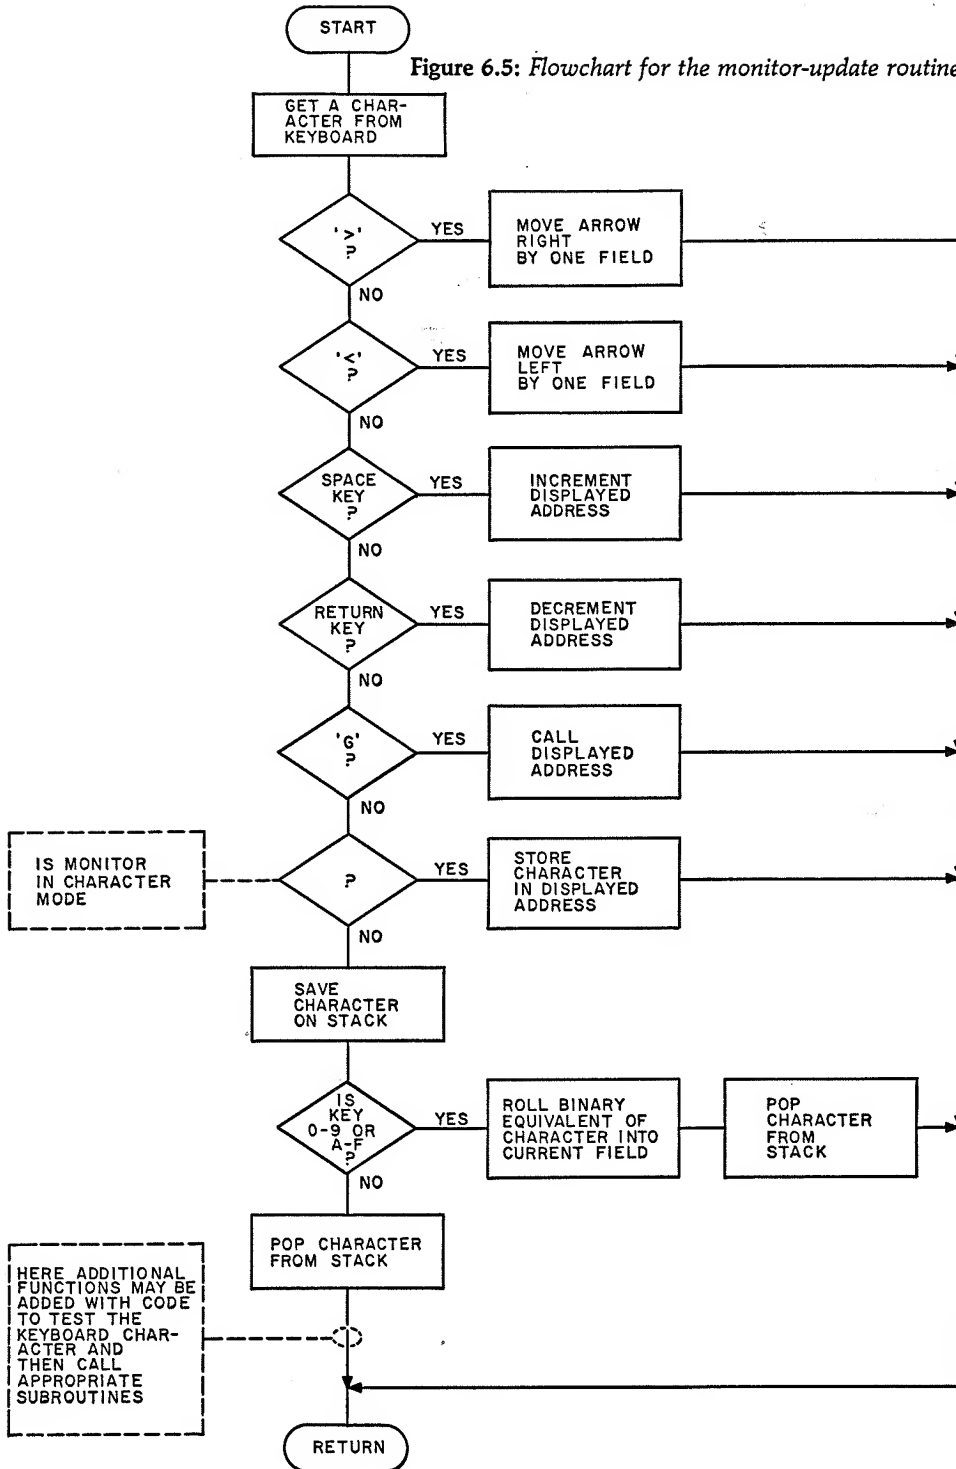 START
Figure 6.5: Flowchart for the monitor-update routine
GET A CHAR-
ACTER FROM
KEYBOARD
'>'
?
YES
MOVE ARROW
RIGHT
BY ONE FIELD
NO
'<'
?
YES
MOVE ARROW
LEFT
BY ONE FIELD
NO
SPACE
KEY
?
YES
INCREMENT
DISPLAYED
ADDRESS
NO
RETURN
KEY
?
YES
DECREMENT
DISPLAYED
ADDRESS
NO
'G'
?
YES
CALL
DISPLAYED
ADDRESS
NO
IS MONITOR
IN CHARACTER
MODE
?
YES
STORE
CHARACTER
IN DISPLAYED
ADDRESS
NO
SAVE
CHARACTER
ON STACK
IS
KEY
0-9 OR
A-F
?
YES
ROLL BINARY
EQUIVALENT OF
CHARACTER INTO
CURRENT FIELD
POP
CHARACTER
FROM
STACK
NO
POP CHARACTER
FROM STACK
HERE ADDITIONAL
FUNCTIONS MAY BE
ADDED WITH CODE
TO TEST THE
KEYBOARD CHAR-
ACTER AND
THEN CALL
APPROPRIATE
SUBROUTINES
RETURN